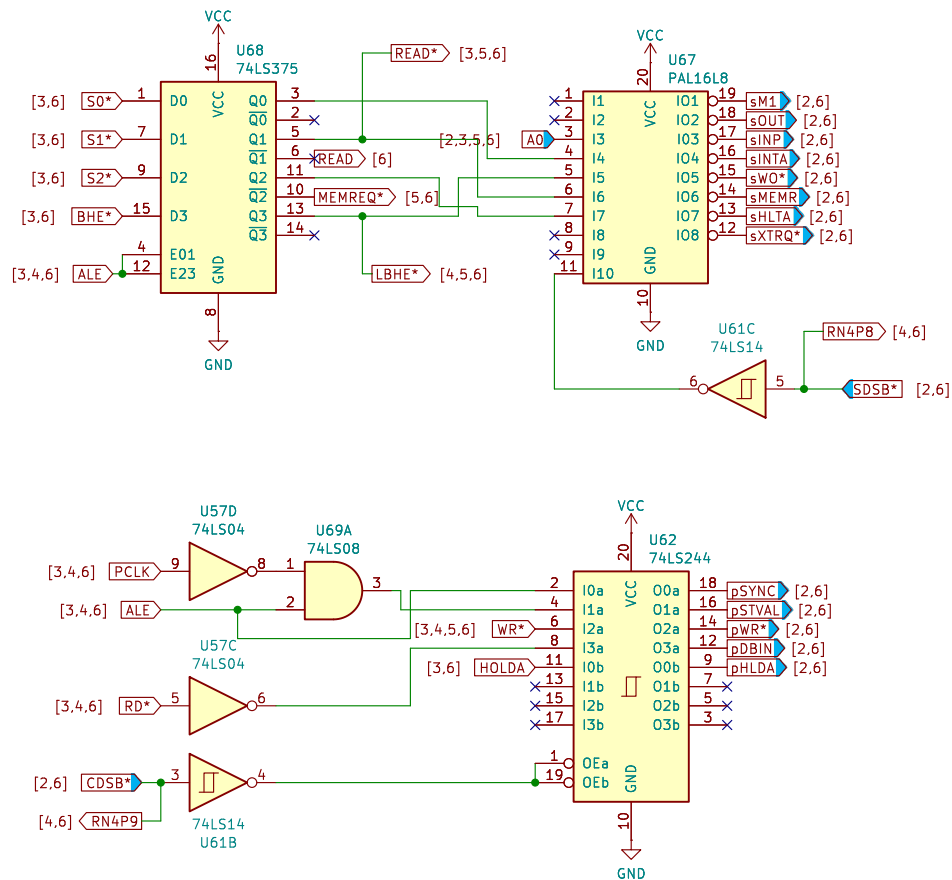 VCC
U68
74LS375
16
VCC
READ* [3,5,6]
VCC
U67
PAL16L8
20
VCC
[3,6] S0* 1 D0 Q0 3
Q0 2
[3,6] S1* 7 D1 Q1 5
Q1 6 READ [6]
[3,6] S2* 9 D2 Q2 11
Q2 10 MEMREQ* [5,6]
[3,6] BHE* 15 D3 Q3 13
Q3 14
4 E01
[3,4,6] ALE 12 E23
GND
8
GND
LBHE* [4,5,6]
1 I1 IO1 19 sM1 [2,6]
2 I2 IO2 18 sOUT [2,6]
[2,3,5,6] A0 3 I3 IO3 17 sINP [2,6]
4 I4 IO4 16 sINTA [2,6]
5 I5 IO5 15 sWO* [2,6]
6 I6 IO6 14 sMEMR [2,6]
7 I7 IO7 13 sHLTA [2,6]
8 I8 IO8 12 sXTRQ* [2,6]
9 I9
11 I10
GND
10
GND
U61C
74LS14
RN4P8 [4,6]
6 5 SDSB* [2,6]
U57D
74LS04
[3,4,6] PCLK 9 8
U69A
74LS08
1
3
[3,4,6] ALE 2
U57C
74LS04
[3,4,6] RD* 5 6
[2,6] CDSB* 3 4
[4,6] RN4P9
74LS14
U61B
VCC
U62
74LS244
20
VCC
2 I0a O0a 18 pSYNC [2,6]
4 I1a O1a 16 pSTVAL [2,6]
[3,4,5,6] WR* 6 I2a O2a 14 pWR* [2,6]
8 I3a O3a 12 pDBIN [2,6]
[3,6] HOLDA 11 I0b O0b 9 pHLDA [2,6]
13 I1b O1b 7
15 I2b O2b 5
17 I3b O3b 3
1 OEa
19 OEb
GND
10
GND